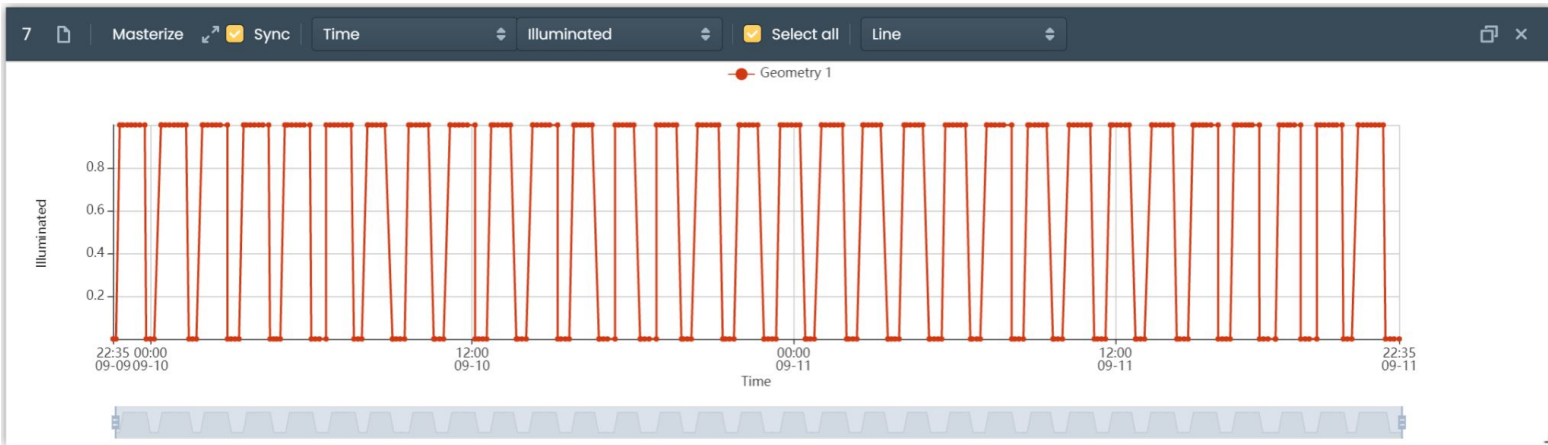 7 Masterize Sync Time Illuminated Select all Line
Geometry 1
0.8
0.6
0.4
0.2
Illuminated
22:35 00:00 12:00 00:00 12:00 22:35
09-09 09-10 09-10 09-11 09-11 09-11
Time